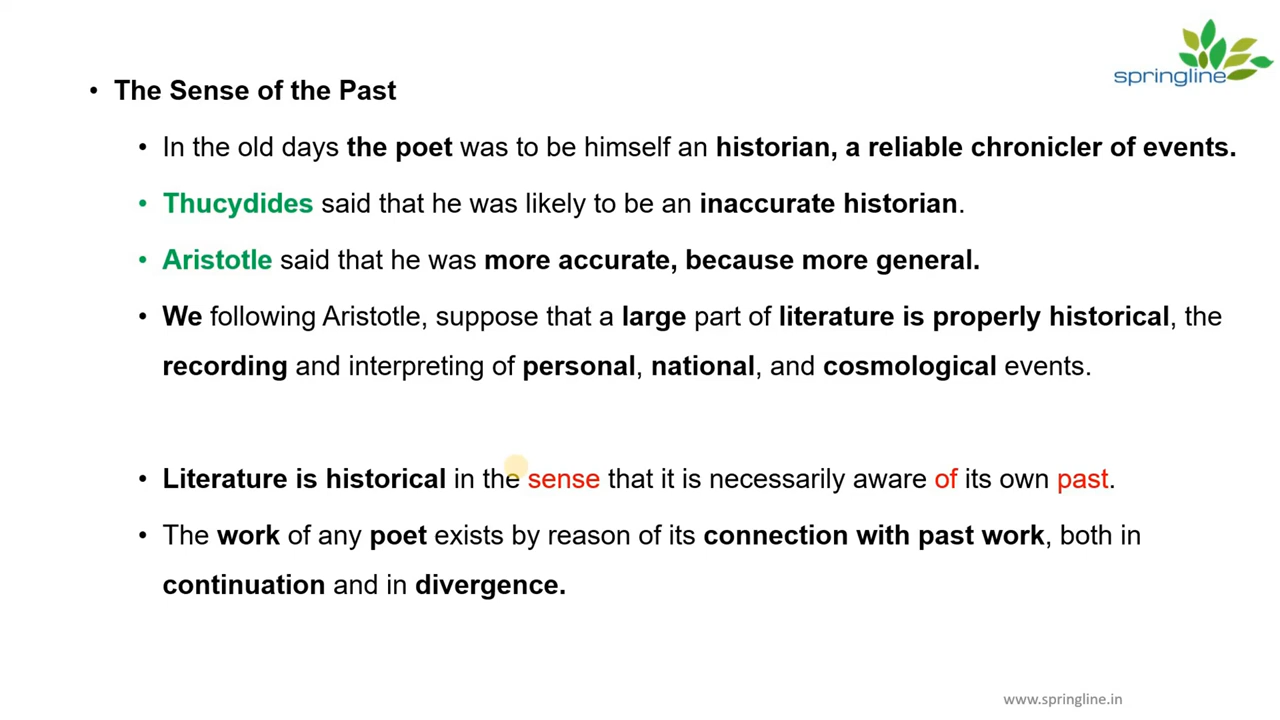 springline
• The Sense of the Past
• In the old days the poet was to be himself an historian, a reliable chronicler of events.
• Thucydides said that he was likely to be an inaccurate historian.
• Aristotle said that he was more accurate, because more general.
• We following Aristotle, suppose that a large part of literature is properly historical, the
recording and interpreting of personal, national, and cosmological events.
• Literature is historical in the sense that it is necessarily aware of its own past.
• The work of any poet exists by reason of its connection with past work, both in
continuation and in divergence.
www.springline.in